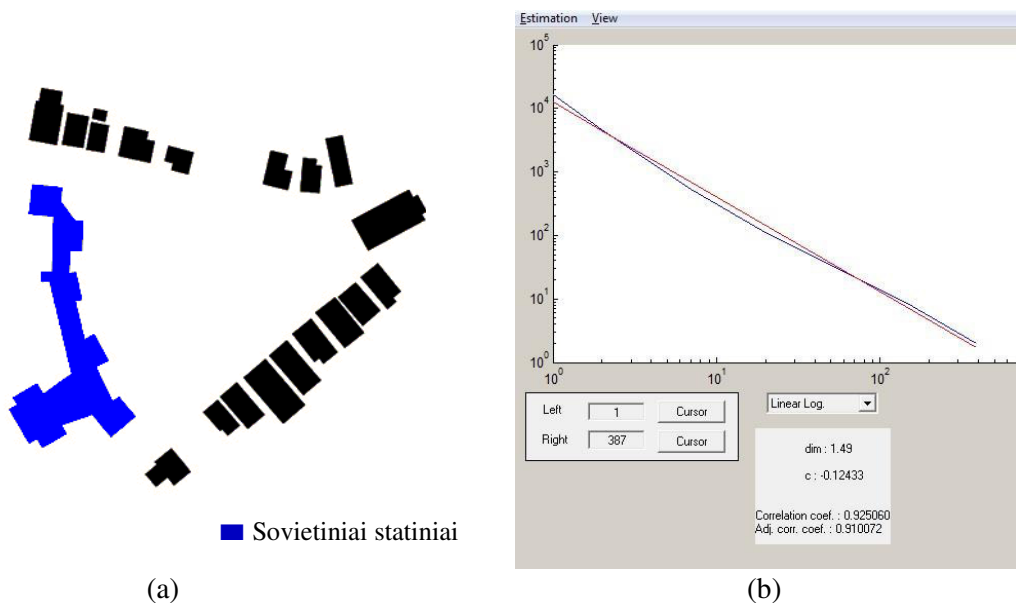 Sovietiniai statiniai
(a)
Estimation View
10^5
10^4
10^3
10^2
10^1
10^0
10^0 10^1 10^2
Left 1 Cursor
Right 387 Cursor
Linear Log.
dim : 1.49
c : -0.12433
Correlation coef. : 0.925060
Adj. corr. coef. : 0.910072
(b)